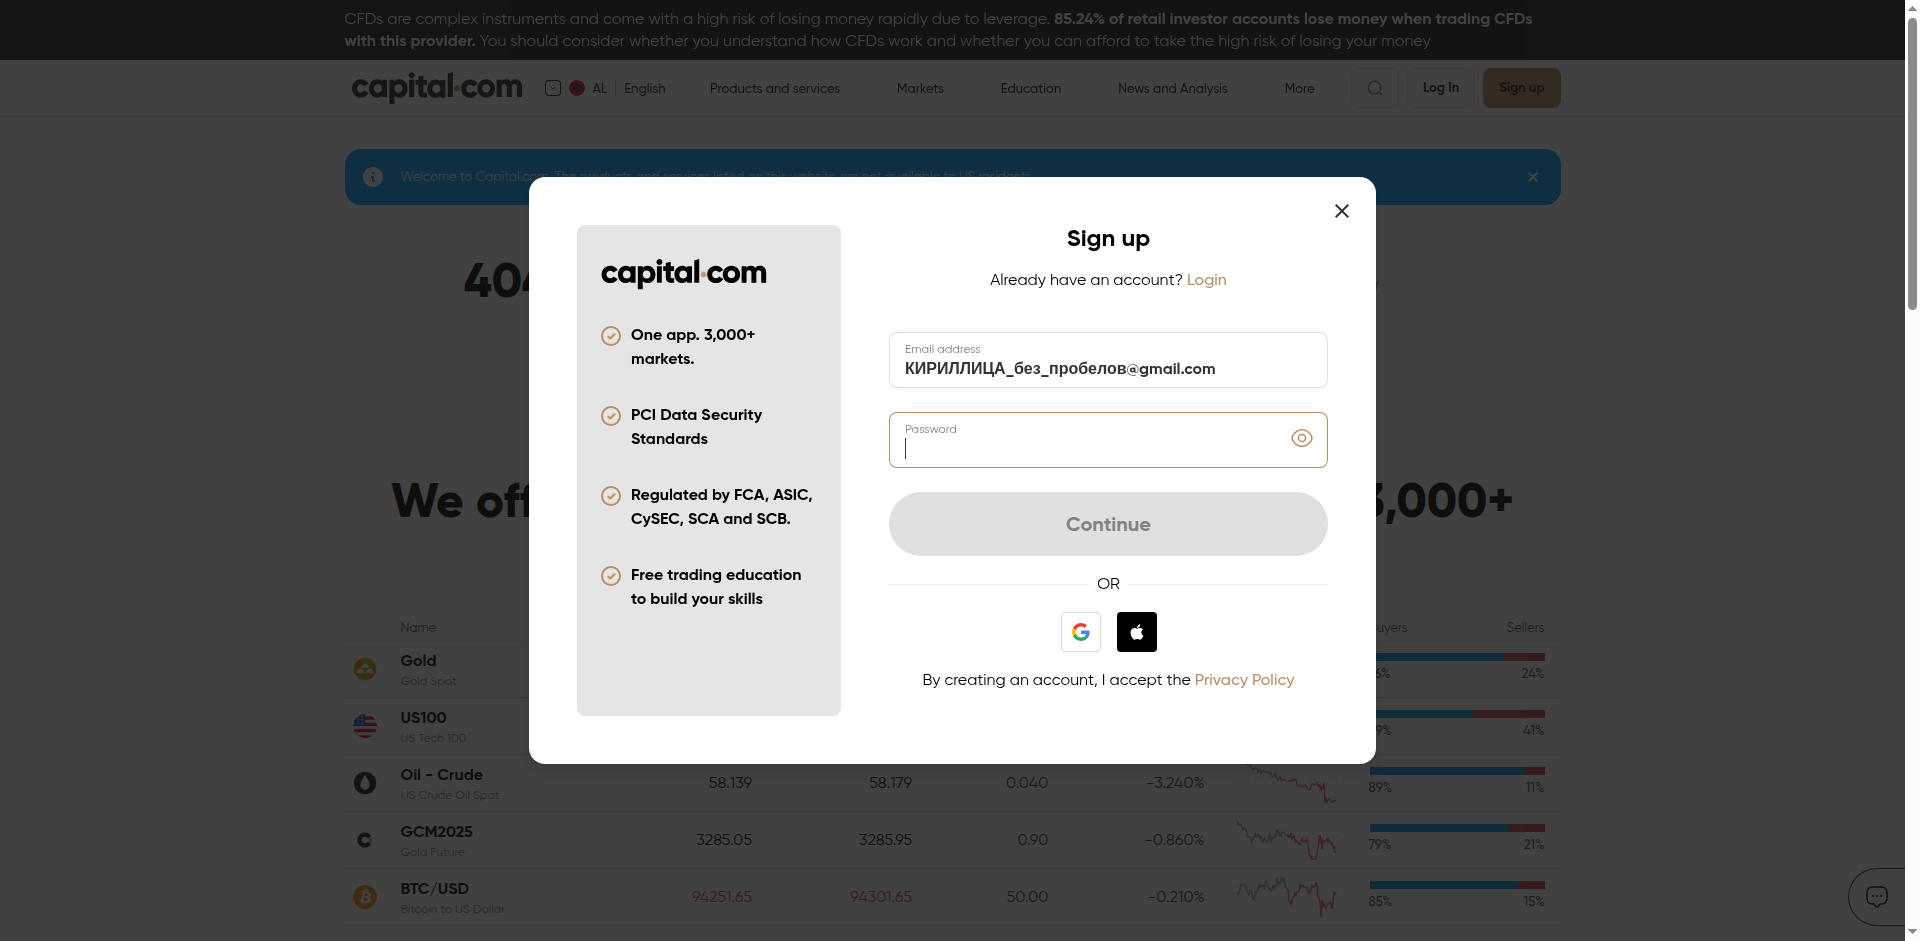 CFDs are complex instruments and come with a high risk of losing money rapidly due to leverage. 85.24% of retail investor accounts lose money when trading CFDs
with this provider. You should consider whether you understand how CFDs work and whether you can afford to take the high risk of losing your money
capital.com AL English Products and services Markets Education News and Analysis More Log In Sign up
Welcome to Capital.com. The products and services listed on this website are not available to US residents.
Sign up
Already have an account? Login
capital.com
One app. 3,000+
markets.
PCI Data Security
Standards
Regulated by FCA, ASIC,
CySEC, SCA and SCB.
Free trading education
to build your skills
Email address
КИРИЛЛИЦА_без_пробелов@gmail.com
Password
Continue
OR
By creating an account, I accept the Privacy Policy
404
We off 3,000+
Name uyers Sellers
Gold
Gold Spot 6% 24%
US100
US Tech 100 9% 41%
Oil - Crude 58.139 58.179 0.040 -3.240%
US Crude Oil Spot 89% 11%
GCM2025 3285.05 3285.95 0.90 -0.860%
Gold Future 79% 21%
BTC/USD 94251.65 94301.65 50.00 -0.210%
Bitcoin to US Dollar 85% 15%